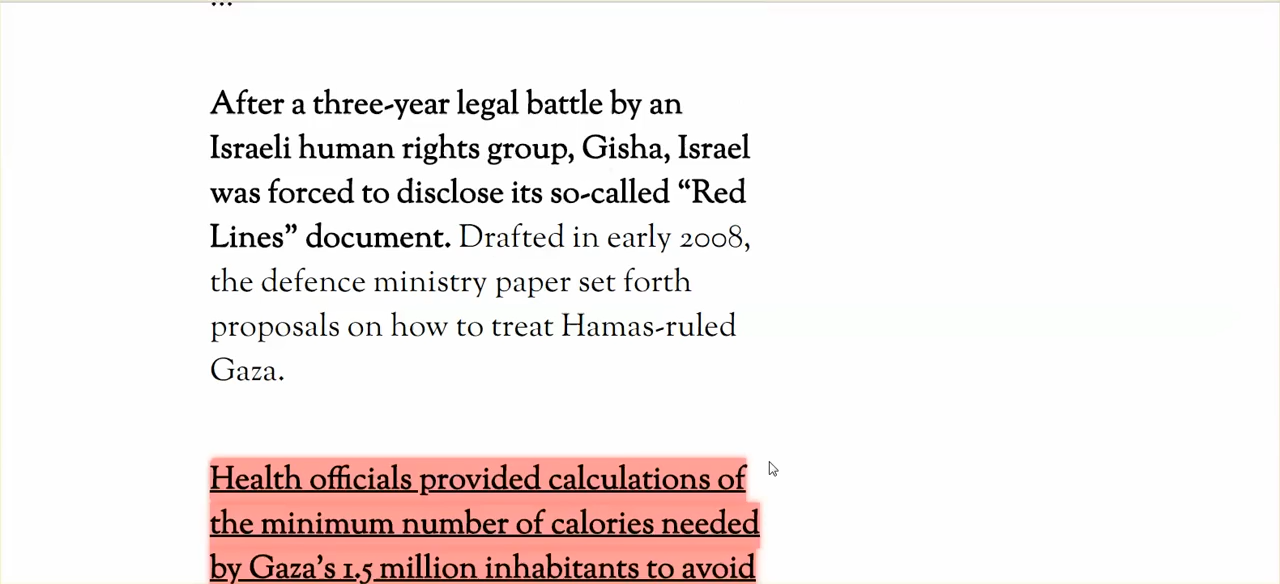 ...
After a three-year legal battle by an
Israeli human rights group, Gisha, Israel
was forced to disclose its so-called “Red
Lines” document. Drafted in early 2008,
the defence ministry paper set forth
proposals on how to treat Hamas-ruled
Gaza.
Health officials provided calculations of
the minimum number of calories needed
by Gaza’s 1.5 million inhabitants to avoid